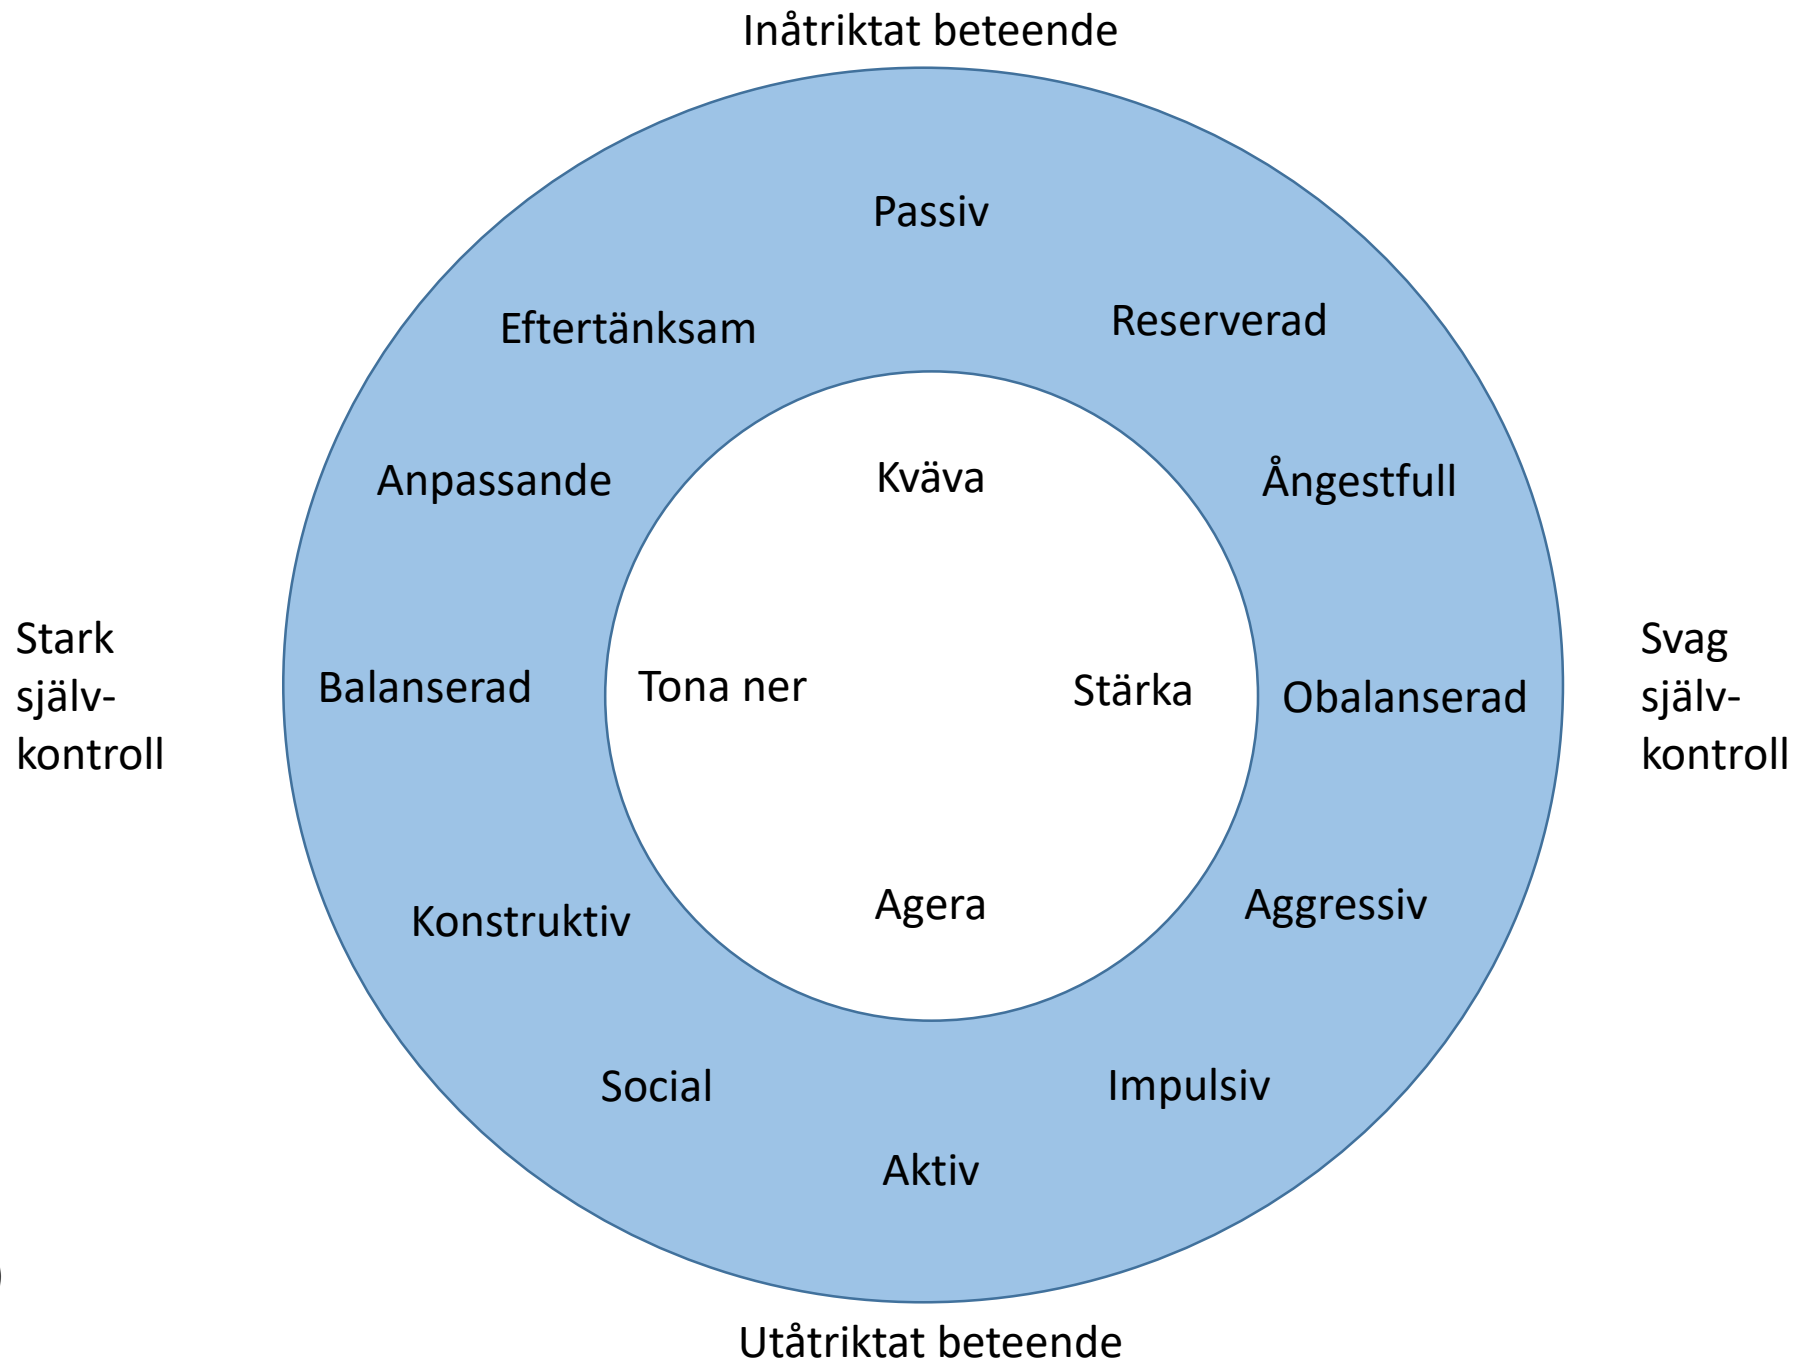 Inåtriktat beteende
Passiv
Eftertänksam
Reserverad
Anpassande
Kväva
Ångestfull
Stark
själv-
kontroll
Balanserad
Tona ner
Stärka
Obalanserad
Svag
själv-
kontroll
Konstruktiv
Agera
Aggressiv
Social
Impulsiv
Aktiv
)
Utåtriktat beteende